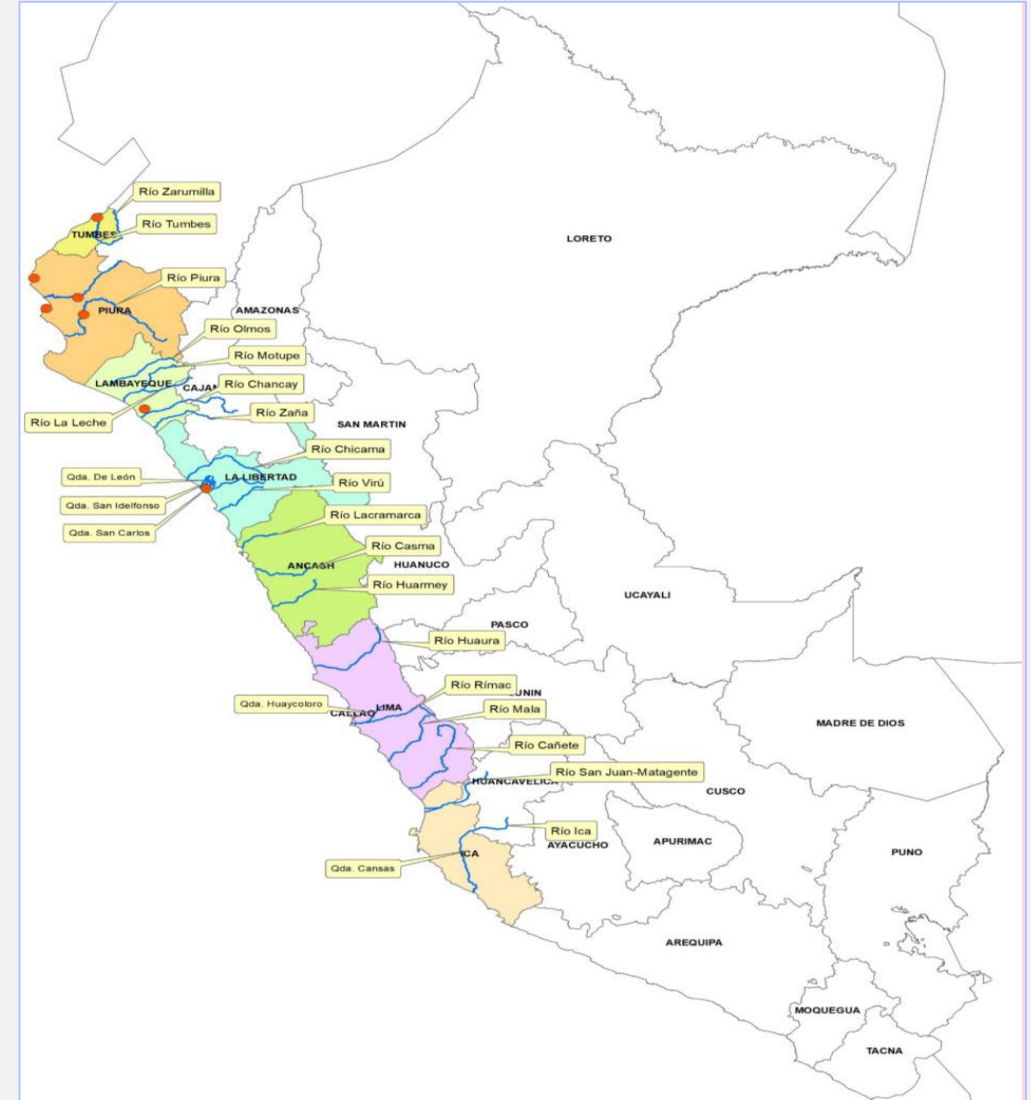 Río Zarumilla
Río Tumbes
TUMBES
LORETO
Río Piura
PIURA
AMAZONAS
Río Olmos
Río Motupe
LAMBAYEQUE
CAJA
Río Chancay
Río La Leche
Río Zaña
SAN MARTIN
Río Chicama
Qda. De León
LA LIBERTAD
Río Virú
Qda. San Idelfonso
Río Lacramarca
Qda. San Carlos
Río Casma
ANCASH
HUANUCO
Río Huarmey
UCAYALI
PASCO
Río Huaura
Río Rímac
UNIN
Qda. Huaycoloro
LIMA
CALLAO
Río Mala
MADRE DE DIOS
Río Cañete
Río San Juan-Matagente
HUANCAVELICA
CUSCO
Río Ica
AYACUCHO
APURIMAC
ICA
PUNO
Qda. Cansas
AREQUIPA
MOQUEGUA
TACNA